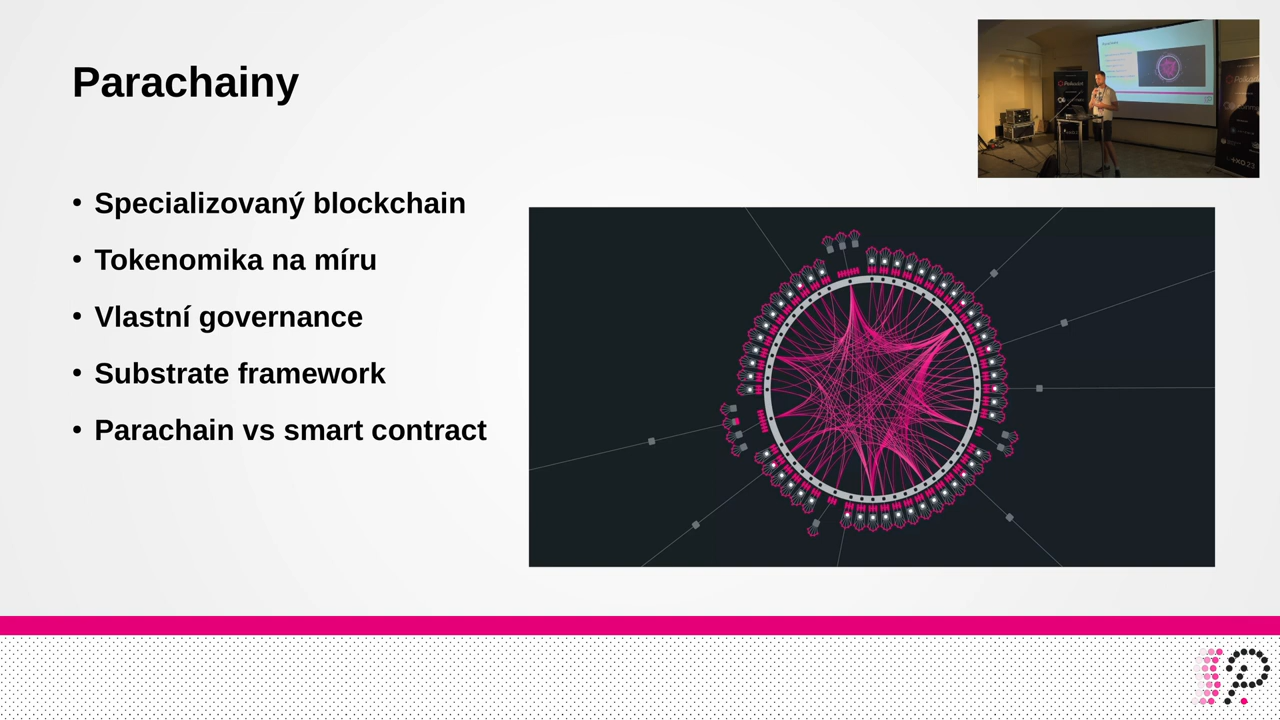 Parachainy
• Specializovaný blockchain
• Tokenomika na míru
• Vlastní governance
• Substrate framework
• Parachain vs smart contract